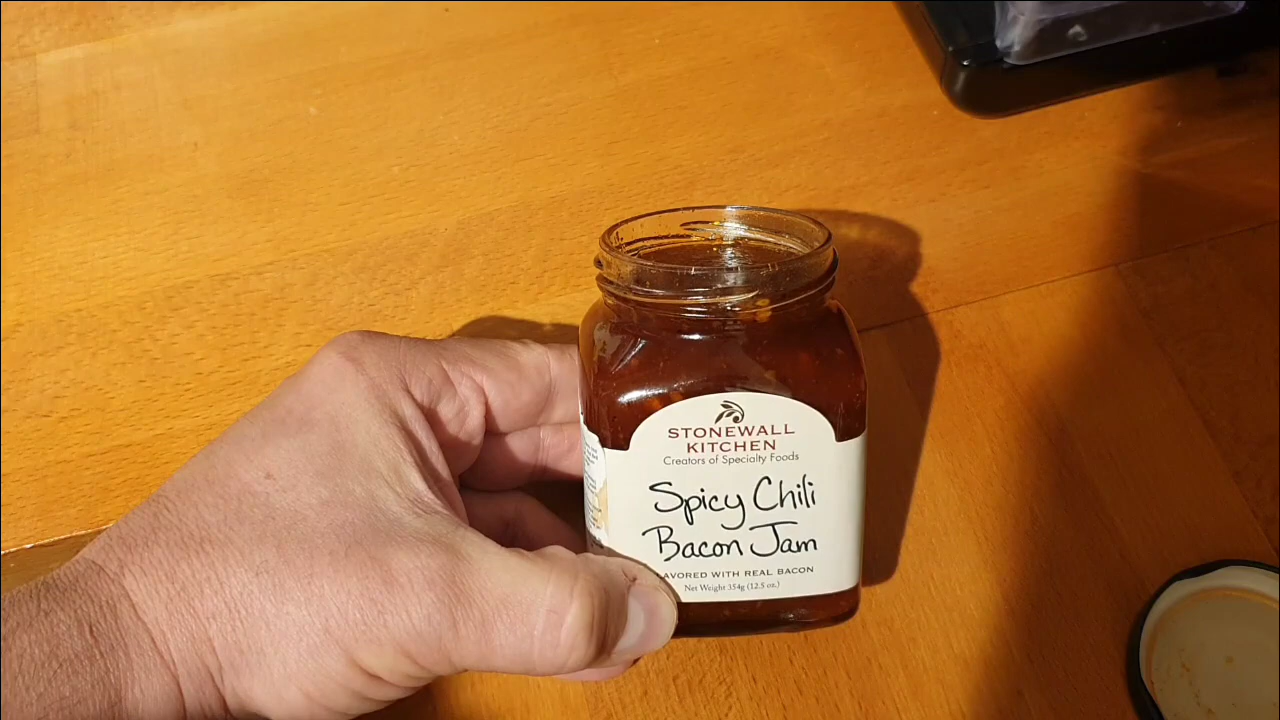 STONEWALL
KITCHEN
Creators of Specialty Foods
Spicy Chili
Bacon Jam
AVORED WITH REAL BACON
Net Weight 354g (12.5 oz.)